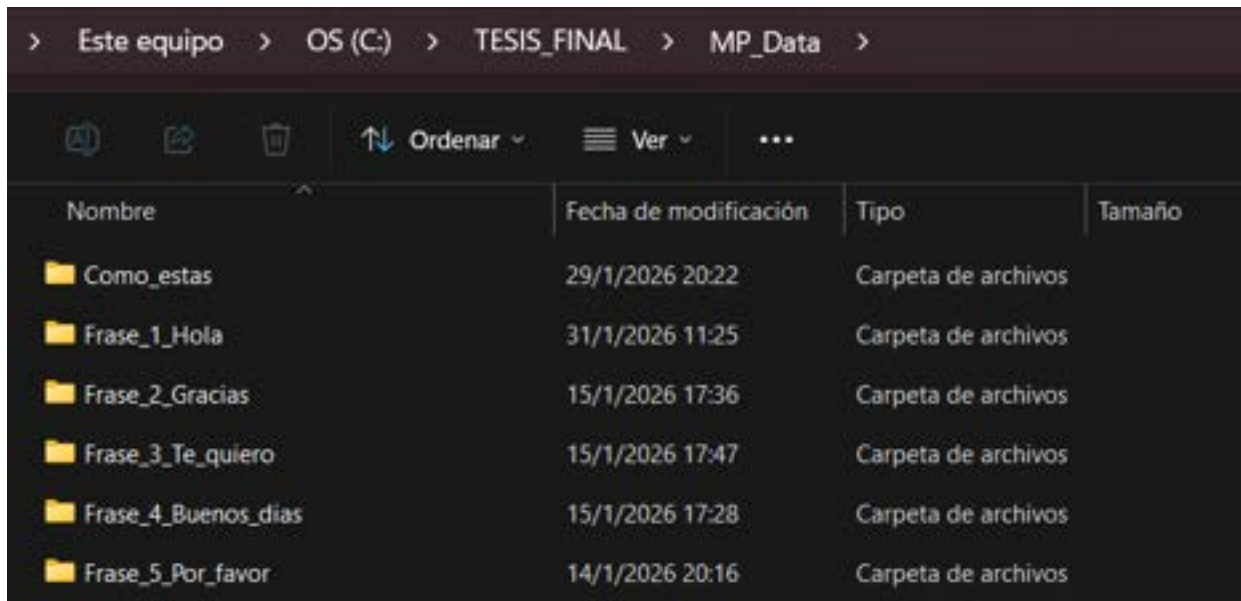 > Este equipo > OS (C:) > TESIS_FINAL > MP_Data >
Ordenar Ver ...
Nombre Fecha de modificación Tipo Tamaño
Como_estas 29/1/2026 20:22 Carpeta de archivos
Frase_1_Hola 31/1/2026 11:25 Carpeta de archivos
Frase_2_Gracias 15/1/2026 17:36 Carpeta de archivos
Frase_3_Te_quiero 15/1/2026 17:47 Carpeta de archivos
Frase_4_Buenos_dias 15/1/2026 17:28 Carpeta de archivos
Frase_5_Por_favor 14/1/2026 20:16 Carpeta de archivos